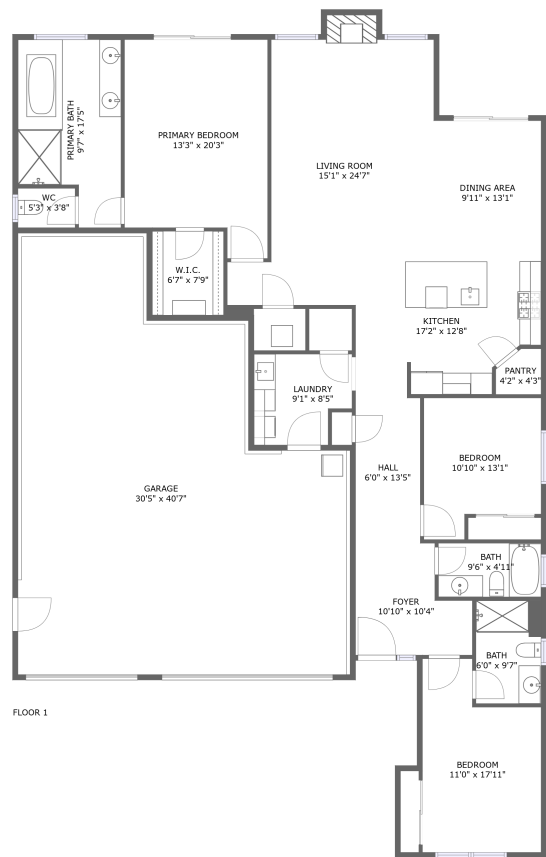 PRIMARY BATH
9'7" x 17'5"
PRIMARY BEDROOM
13'3" x 20'3"
LIVING ROOM
15'1" x 24'7"
DINING AREA
9'11" x 13'1"
WC
5'3" x 3'8"
W.I.C.
6'7" x 7'9"
KITCHEN
17'2" x 12'8"
PANTRY
4'2" x 4'3"
LAUNDRY
9'1" x 8'5"
HALL
6'0" x 13'5"
BEDROOM
10'10" x 13'1"
GARAGE
30'5" x 40'7"
BATH
9'6" x 4'11"
FOYER
10'10" x 10'4"
BATH
6'0" x 9'7"
FLOOR 1
BEDROOM
11'0" x 17'11"